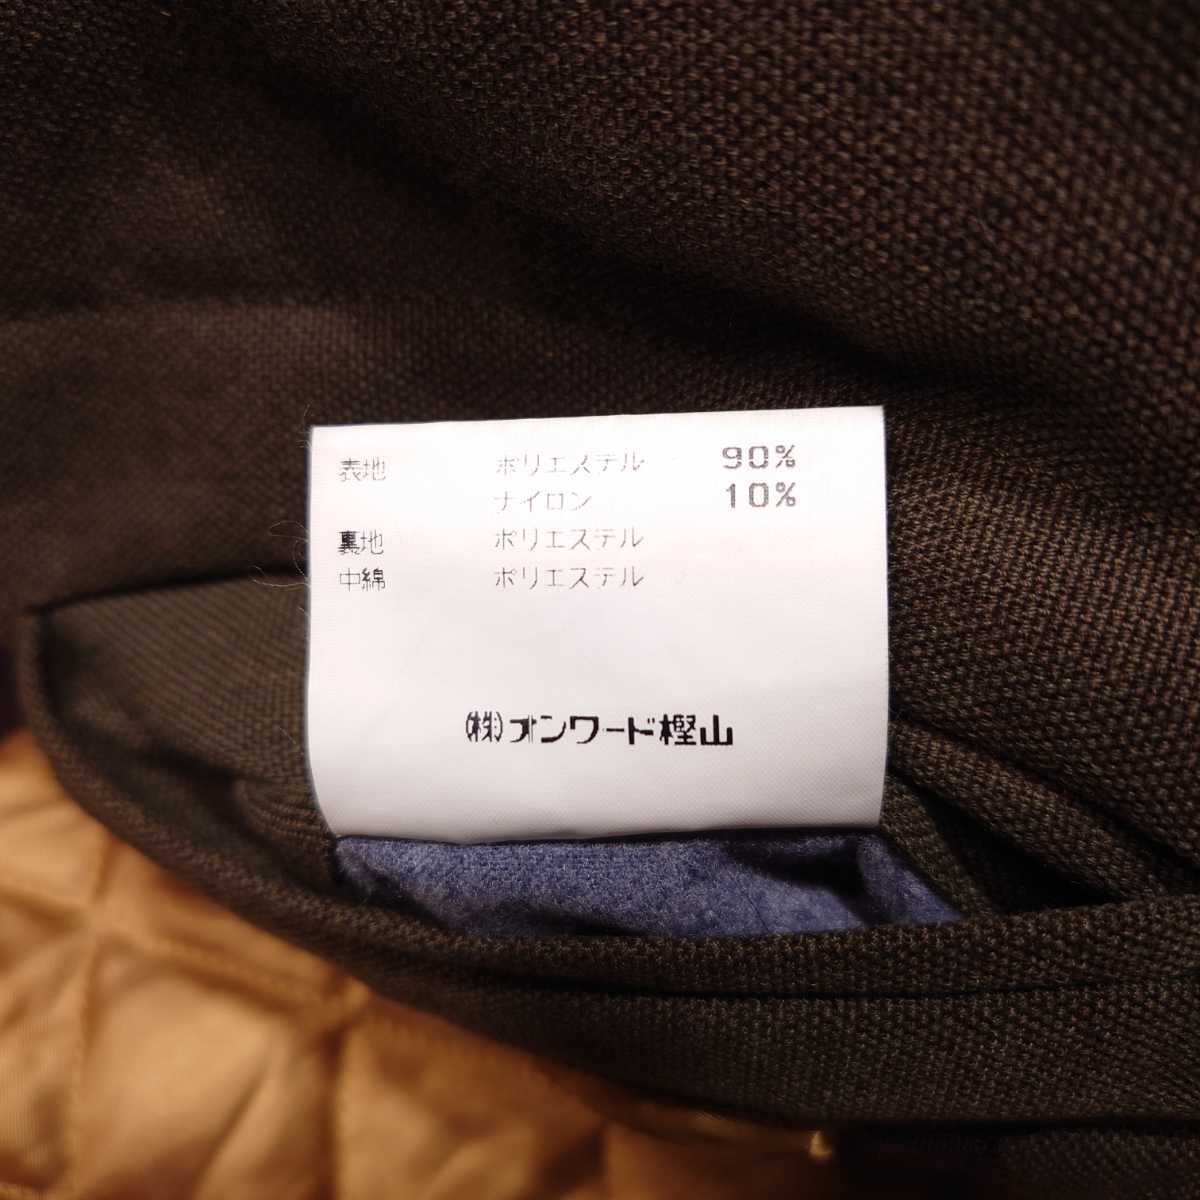 表地 ポリエステル 90%
ナイロン 10%
裏地 ポリエステル
中綿 ポリエステル
㈱オンワード樫山